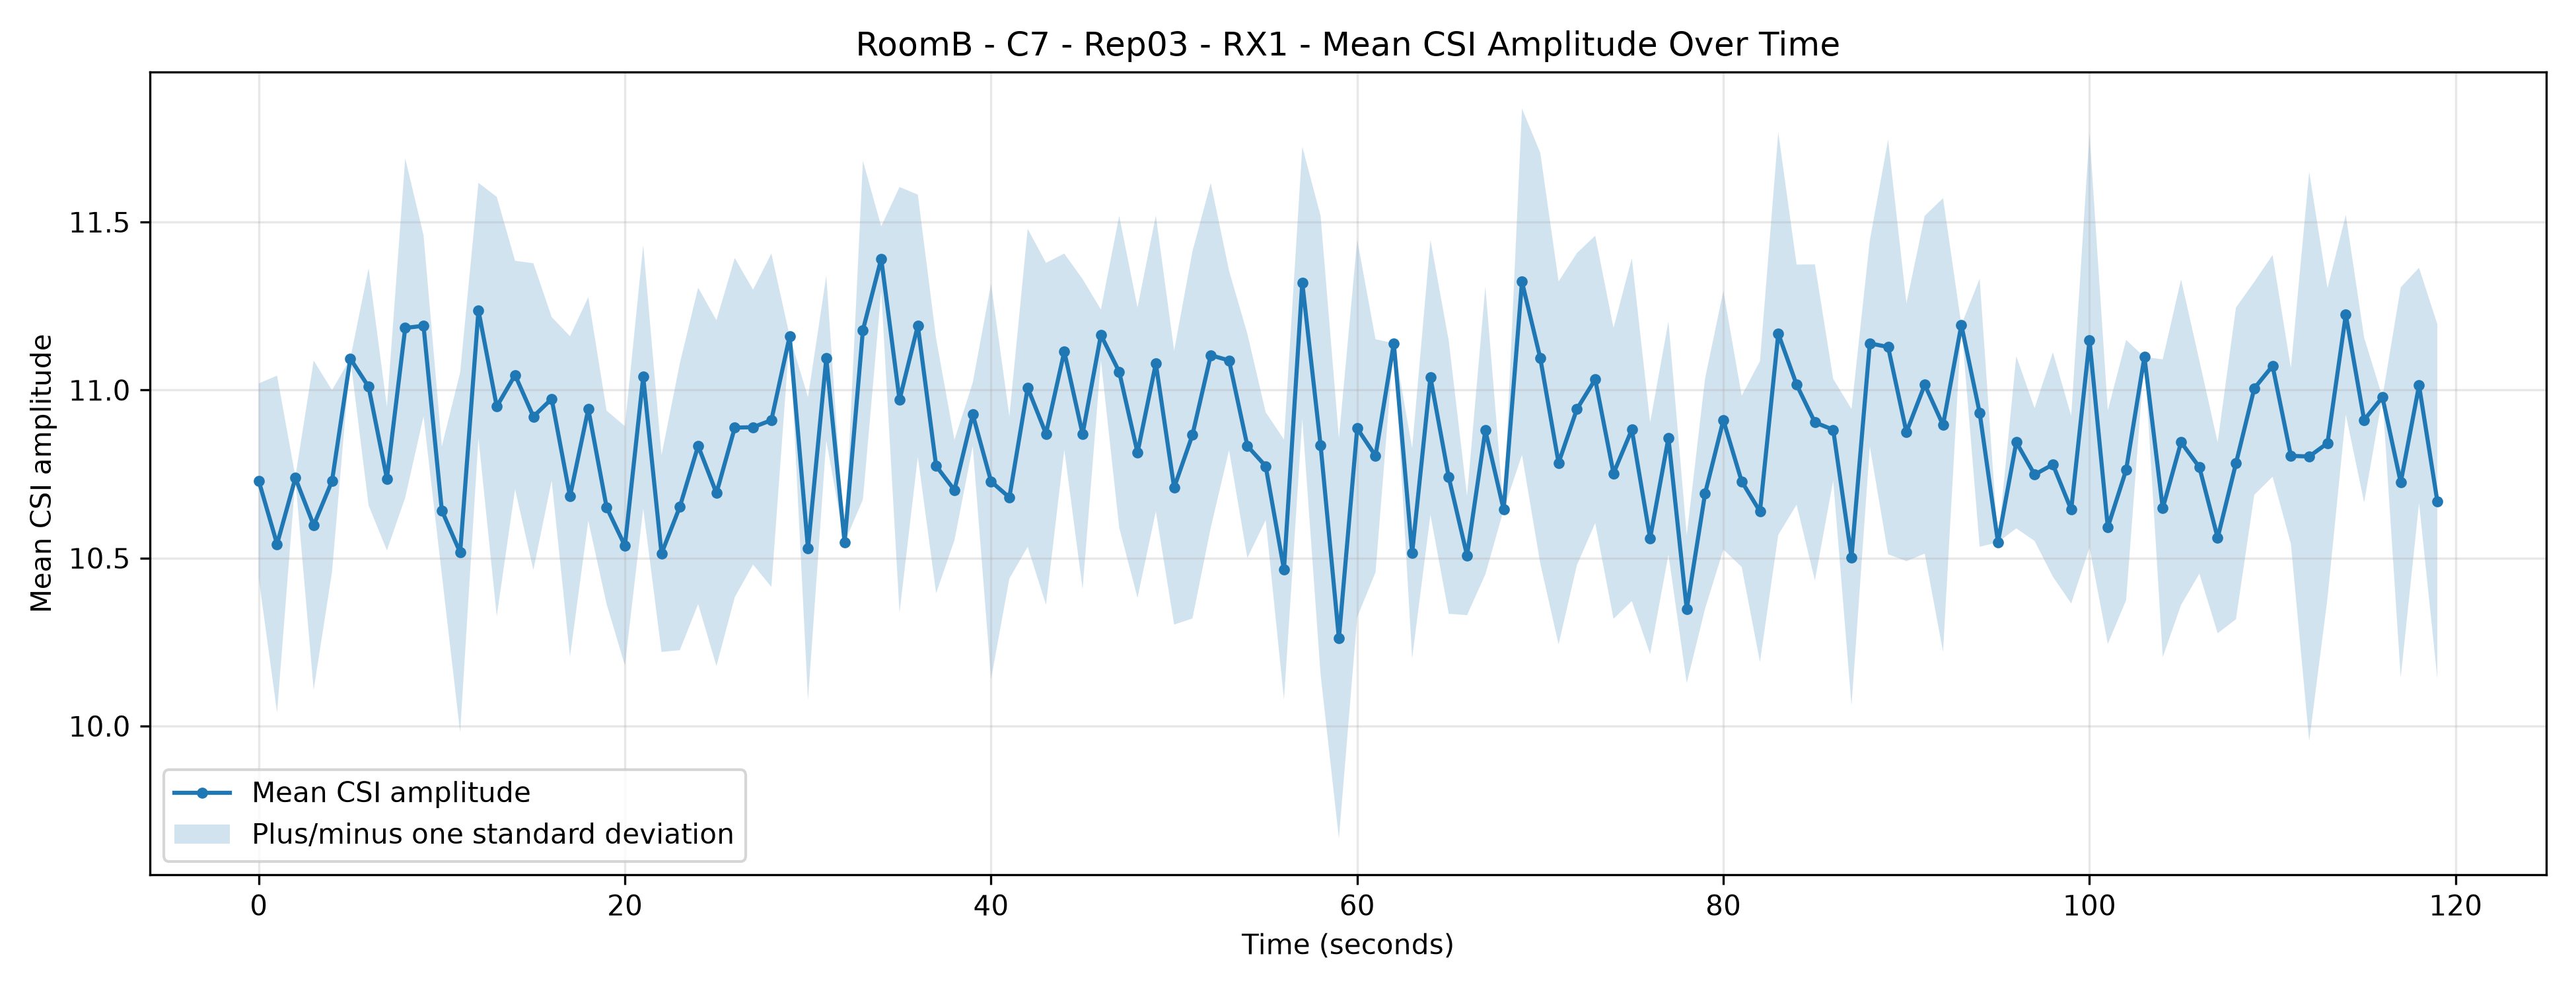 RoomB - C7 - Rep03 - RX1 - Mean CSI Amplitude Over Time
Mean CSI amplitude
11.5
11.0
10.5
10.0
Mean CSI amplitude
Plus/minus one standard deviation
0 20 40 60 80 100 120
Time (seconds)